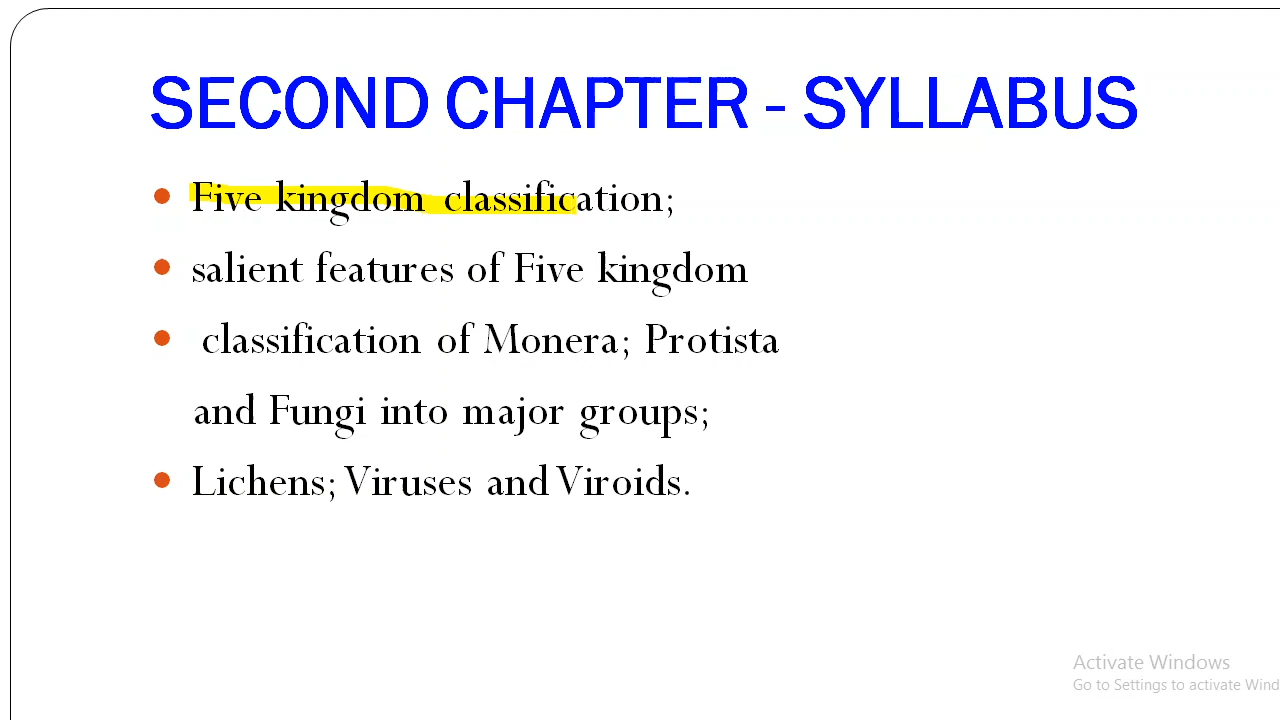 SECOND CHAPTER - SYLLABUS
• Five kingdom classification;
• salient features of Five kingdom
• classification of Monera; Protista
and Fungi into major groups;
• Lichens; Viruses and Viroids.
Activate Windows
Go to Settings to activate Wind